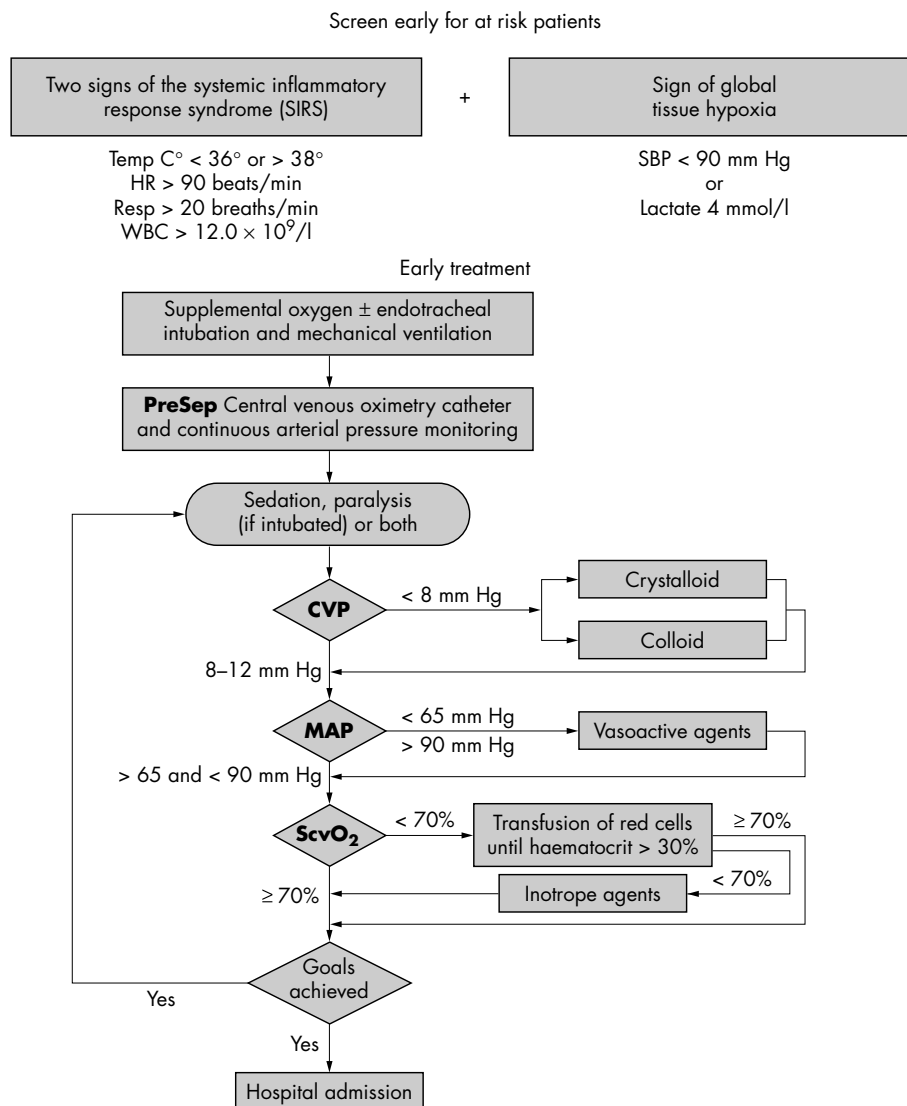 Screen early for at risk patients
Two signs of the systemic inflammatory
response syndrome (SIRS)
+
Sign of global
tissue hypoxia
Temp C° < 36° or > 38°
HR > 90 beats/min
Resp > 20 breaths/min
WBC > 12.0 × 10⁹/l
SBP < 90 mm Hg
or
Lactate 4 mmol/l
Early treatment
Supplemental oxygen ± endotracheal
intubation and mechanical ventilation
PreSep Central venous oximetry catheter
and continuous arterial pressure monitoring
Sedation, paralysis
(if intubated) or both
CVP
< 8 mm Hg
Crystalloid
Colloid
8–12 mm Hg
MAP
< 65 mm Hg
> 90 mm Hg
Vasoactive agents
> 65 and < 90 mm Hg
ScvO₂
< 70%
Transfusion of red cells
until haematocrit > 30%
≥ 70%
< 70%
Inotrope agents
≥ 70%
Goals
achieved
Yes
Yes
Hospital admission